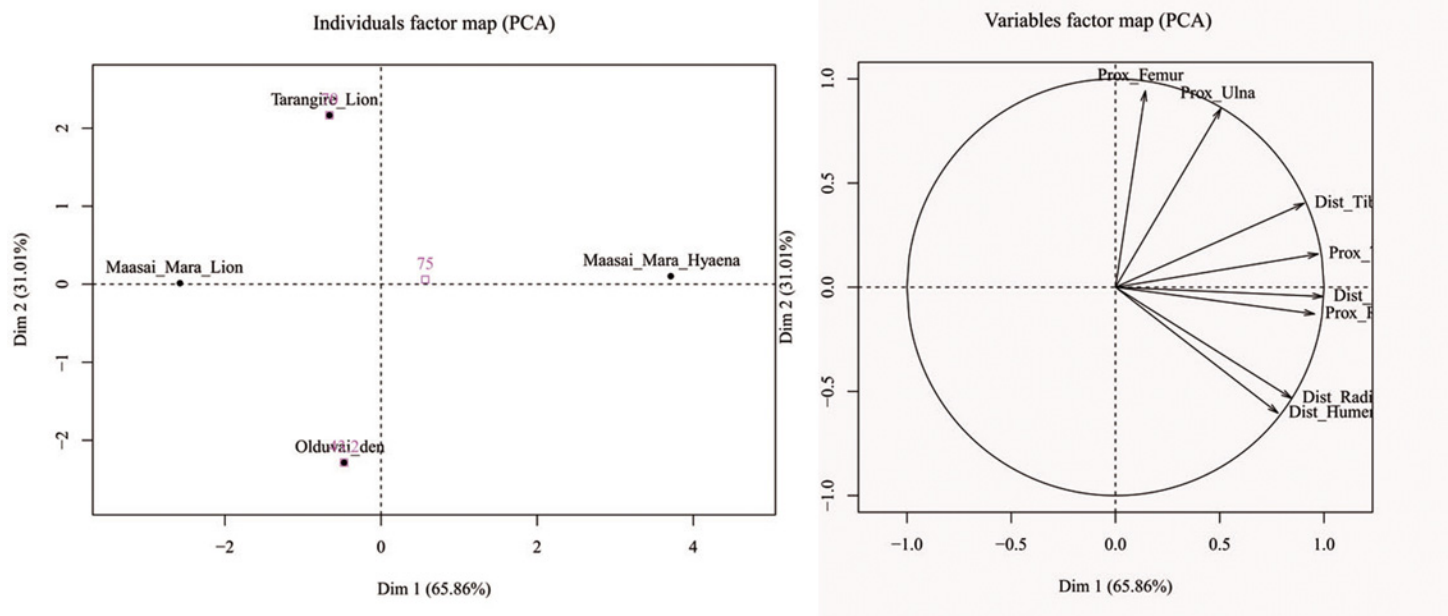 Individuals factor map (PCA)
Tarangire_Lion
Maasai_Mara_Lion
75
Maasai_Mara_Hyaena
Olduvai_den
2
1
0
−1
−2
Dim 2 (31.01%)
−2
0
2
4
Dim 1 (65.86%)
Variables factor map (PCA)
Prox_Femur
Prox_Ulna
Dist_Tib
Prox_
Dist_
Prox_
Dist_Radi
Dist_Humer
1.0
0.5
0.0
−0.5
−1.0
Dim 2 (31.01%)
−1.0
−0.5
0.0
0.5
1.0
Dim 1 (65.86%)